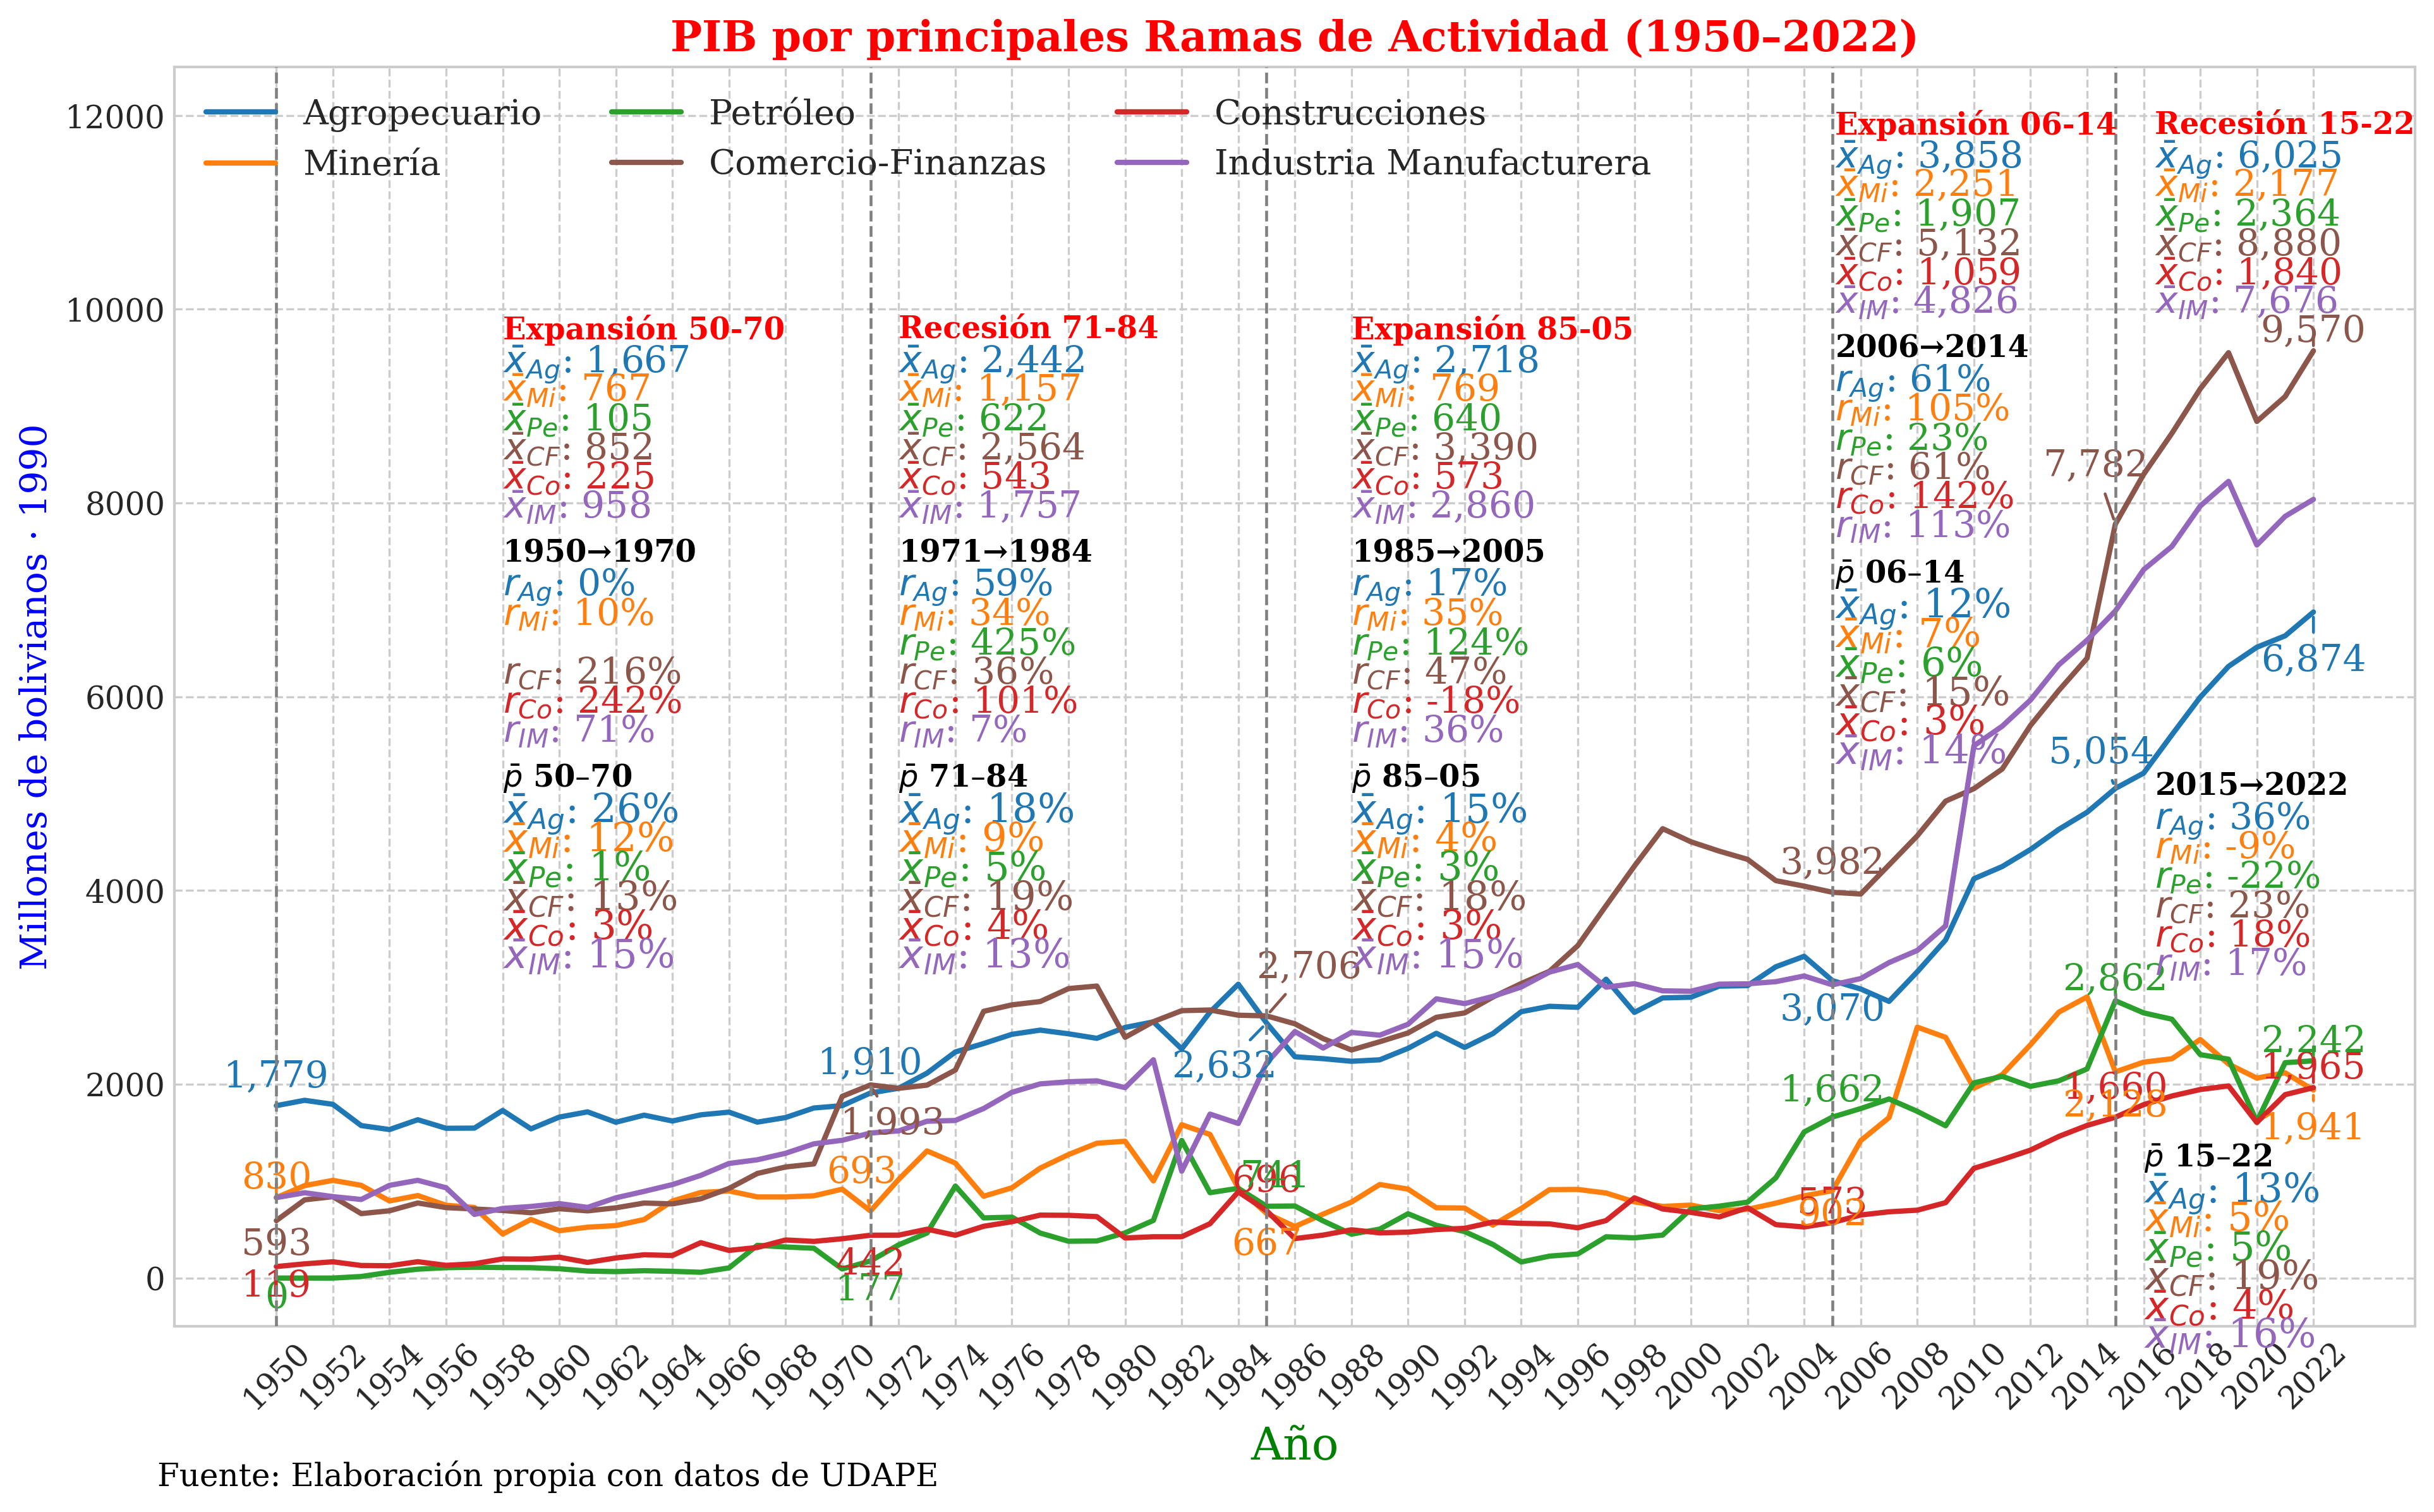 PIB por principales Ramas de Actividad (1950–2022)
Agropecuario
Minería
Petróleo
Comercio-Finanzas
Construcciones
Industria Manufacturera
Millones de bolivianos · 1990
12000
10000
8000
6000
4000
2000
0
Expansión 50-70
x̄Ag: 1,667
x̄Mi: 767
x̄Pe: 105
x̄CF: 852
x̄Co: 225
x̄IM: 958
1950→1970
rAg: 0%
rMi: 10%
rCF: 216%
rCo: 242%
rIM: 71%
p̄ 50–70
x̄Ag: 26%
x̄Mi: 12%
x̄Pe: 1%
x̄CF: 13%
x̄Co: 3%
x̄IM: 15%
Recesión 71-84
x̄Ag: 2,442
x̄Mi: 1,157
x̄Pe: 622
x̄CF: 2,564
x̄Co: 543
x̄IM: 1,757
1971→1984
rAg: 59%
rMi: 34%
rPe: 425%
rCF: 36%
rCo: 101%
rIM: 7%
p̄ 71–84
x̄Ag: 18%
x̄Mi: 9%
x̄Pe: 5%
x̄CF: 19%
x̄Co: 4%
x̄IM: 13%
Expansión 85-05
x̄Ag: 2,718
x̄Mi: 769
x̄Pe: 640
x̄CF: 3,390
x̄Co: 573
x̄IM: 2,860
1985→2005
rAg: 17%
rMi: 35%
rPe: 124%
rCF: 47%
rCo: -18%
rIM: 36%
p̄ 85–05
x̄Ag: 15%
x̄Mi: 4%
x̄Pe: 3%
x̄CF: 18%
x̄Co: 3%
x̄IM: 15%
Expansión 06-14
x̄Ag: 3,858
x̄Mi: 2,251
x̄Pe: 1,907
x̄CF: 5,132
x̄Co: 1,059
x̄IM: 4,826
2006→2014
rAg: 61%
rMi: 105%
rPe: 23%
rCF: 61%
rCo: 142%
rIM: 113%
p̄ 06–14
x̄Ag: 12%
x̄Mi: 7%
x̄Pe: 6%
x̄CF: 15%
x̄Co: 3%
x̄IM: 14%
Recesión 15-22
x̄Ag: 6,025
x̄Mi: 2,177
x̄Pe: 2,364
x̄CF: 8,880
x̄Co: 1,840
x̄IM: 7,676
2015→2022
rAg: 36%
rMi: -9%
rPe: -22%
rCF: 23%
rCo: 18%
rIM: 17%
p̄ 15–22
x̄Ag: 13%
x̄Mi: 5%
x̄Pe: 5%
x̄CF: 19%
x̄Co: 4%
x̄IM: 16%
1,779
830
593
119
0
1,910
1,993
693
442
177
2,706
2,632
741
696
667
3,982
3,070
1,662
573
902
7,782
5,054
2,862
1,660
2,128
9,570
6,874
2,242
1,965
1,941
1950
1952
1954
1956
1958
1960
1962
1964
1966
1968
1970
1972
1974
1976
1978
1980
1982
1984
1986
1988
1990
1992
1994
1996
1998
2000
2002
2004
2006
2008
2010
2012
2014
2016
2018
2020
2022
Año
Fuente: Elaboración propia con datos de UDAPE